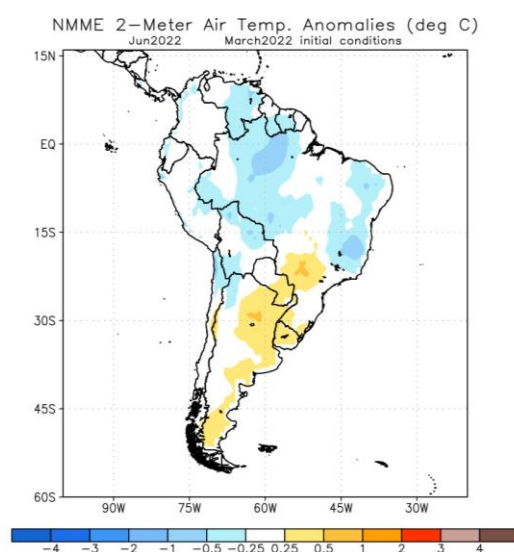 NMME 2-Meter Air Temp. Anomalies (deg C)
Jun2022 March2022 initial conditions
15N
EQ
15S
30S
45S
60S
90W 75W 60W 45W 30W
-4 -3 -2 -1 -0.5 -0.25 0.25 0.5 1 2 3 4